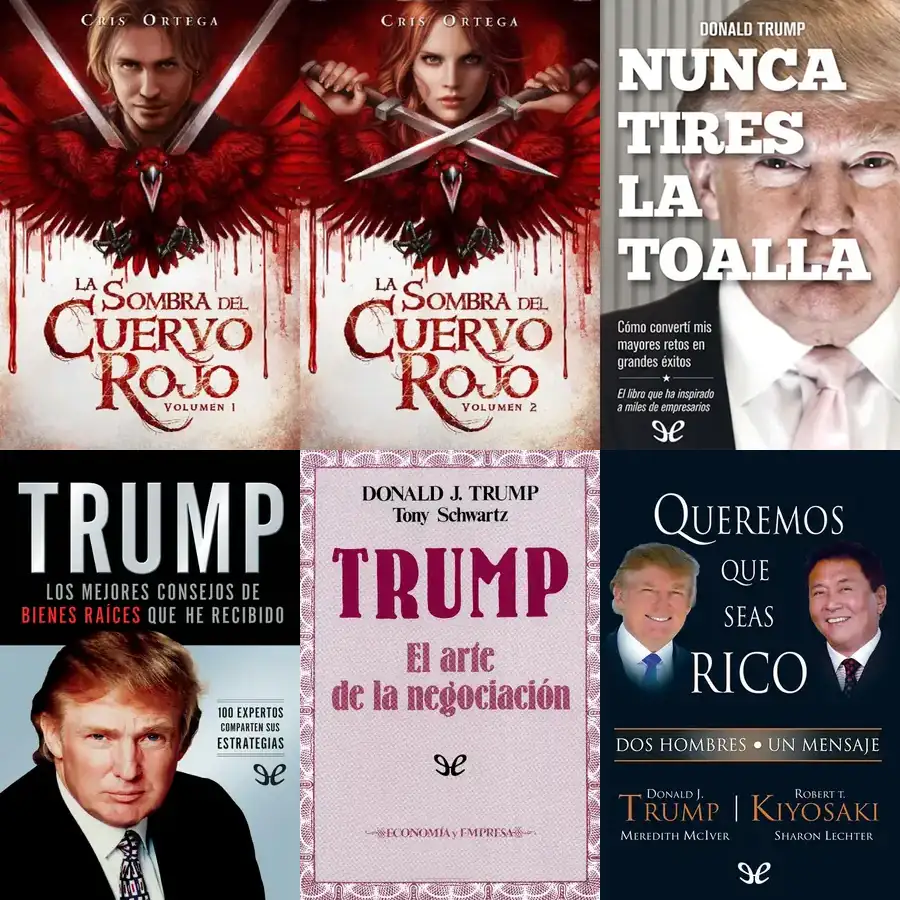 CRIS ORTEGA
LA
SOMBRA DEL
CUERVO
ROJO
VOLUMEN 1
CRIS ORTEGA
LA
SOMBRA DEL
CUERVO
ROJO
VOLUMEN 2
DONALD TRUMP
NUNCA
TIRES
LA
TOALLA
Cómo convertí mis
mayores retos en
grandes éxitos
El libro que ha inspirado
a miles de empresarios
TRUMP
LOS MEJORES CONSEJOS DE
BIENES RAÍCES QUE HE RECIBIDO
100 EXPERTOS
COMPARTEN SUS
ESTRATEGIAS
DONALD J. TRUMP
Tony Schwartz
TRUMP
El arte
de la negociación
ECONOMÍA y EMPRESA
QUEREMOS
QUE
SEAS
RICO
DOS HOMBRES • UN MENSAJE
DONALD J.
TRUMP
MEREDITH MCIVER
ROBERT T.
KIYOSAKI
SHARON LECHTER